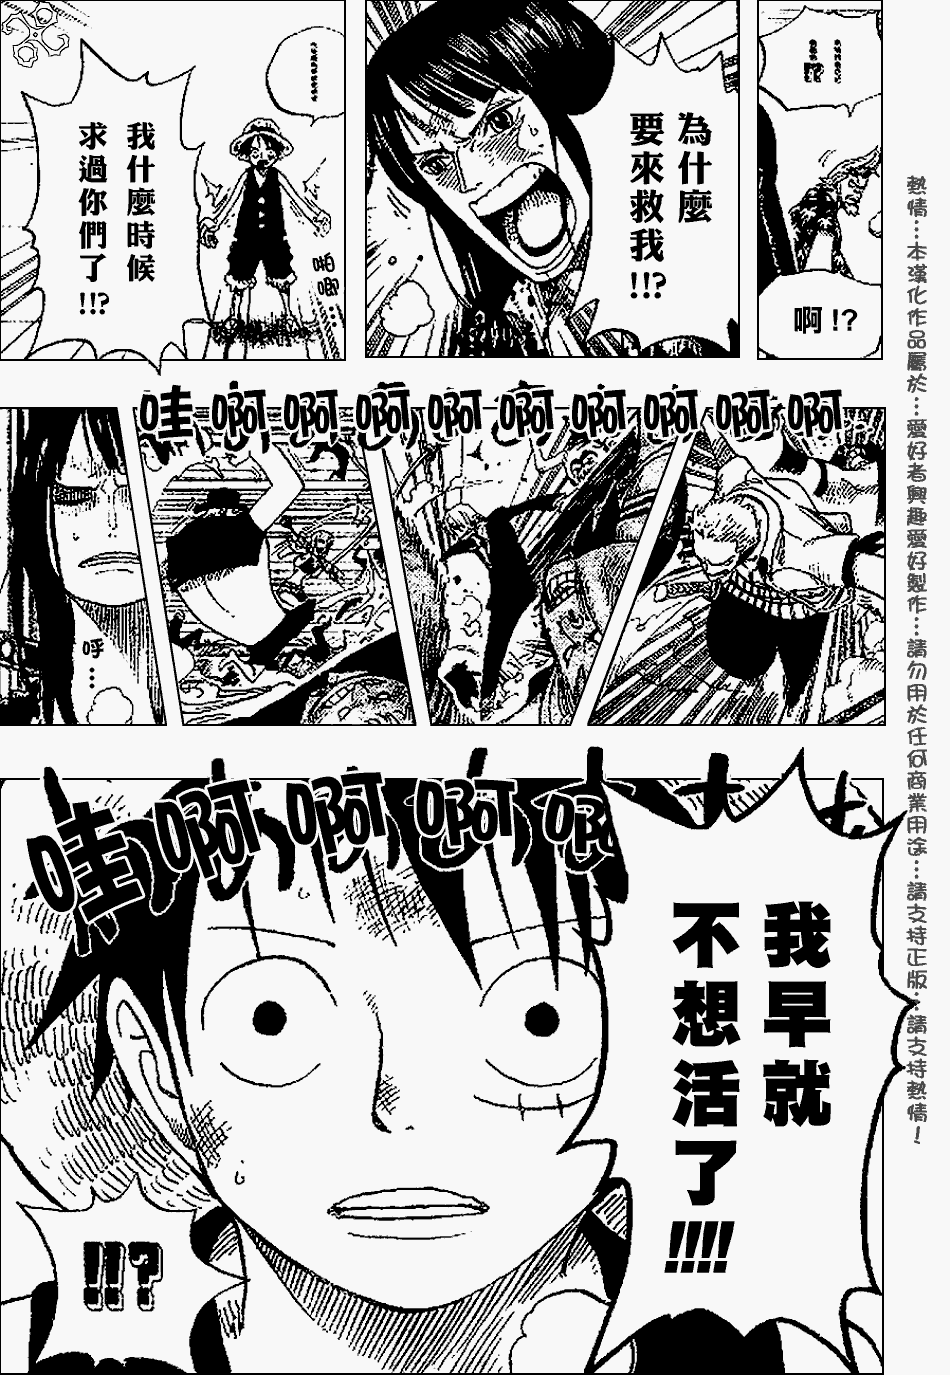 ………
!!?
啊!?
為什麼
要來救我!!?
………
我什麼時候
求過你們了!!?
啪
唧…
哇啊啊啊啊啊啊啊啊啊
呼…
哇啊啊啊啊
我早就
不想活了!!!!
!!?
熱情…本漢化作品屬於…愛好者興趣愛好製作…請勿用於任何商業用途…請支持正版…請支持熱情!